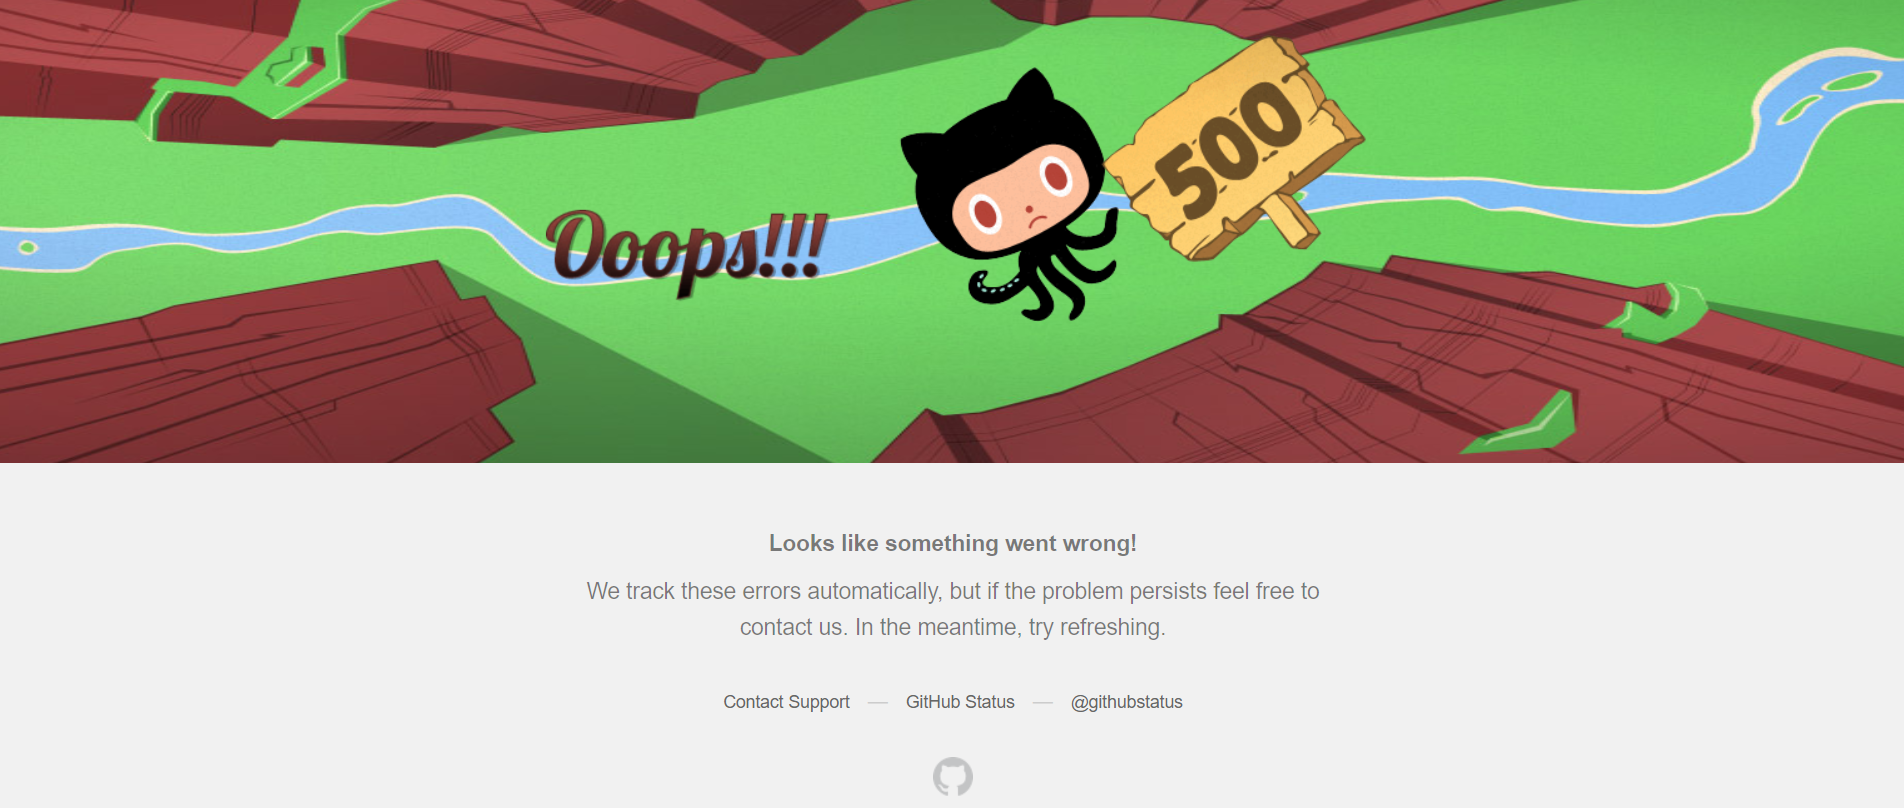 Ooops!!!
500
Looks like something went wrong!
We track these errors automatically, but if the problem persists feel free to
contact us. In the meantime, try refreshing.
Contact Support — GitHub Status — @githubstatus